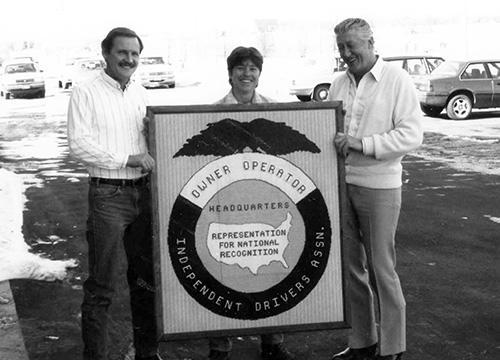 OWNER OPERATOR
HEADQUARTERS
REPRESENTATION
FOR NATIONAL
RECOGNITION
INDEPENDENT DRIVERS ASSN.